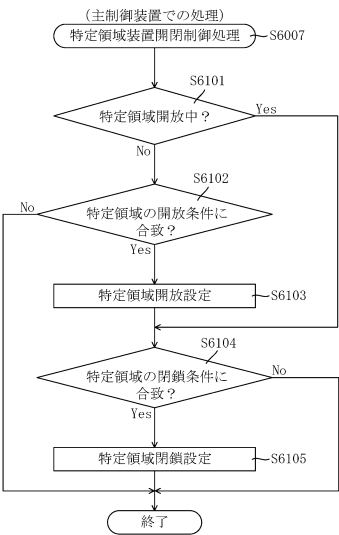 (主制御装置での処理)
特定領域装置開閉制御処理 S6007
S6101
特定領域開放中？ Yes
No
S6102
No
特定領域の開放条件に
合致？
Yes
特定領域開放設定 S6103
S6104
特定領域の閉鎖条件に No
合致？
Yes
特定領域閉鎖設定 S6105
終了